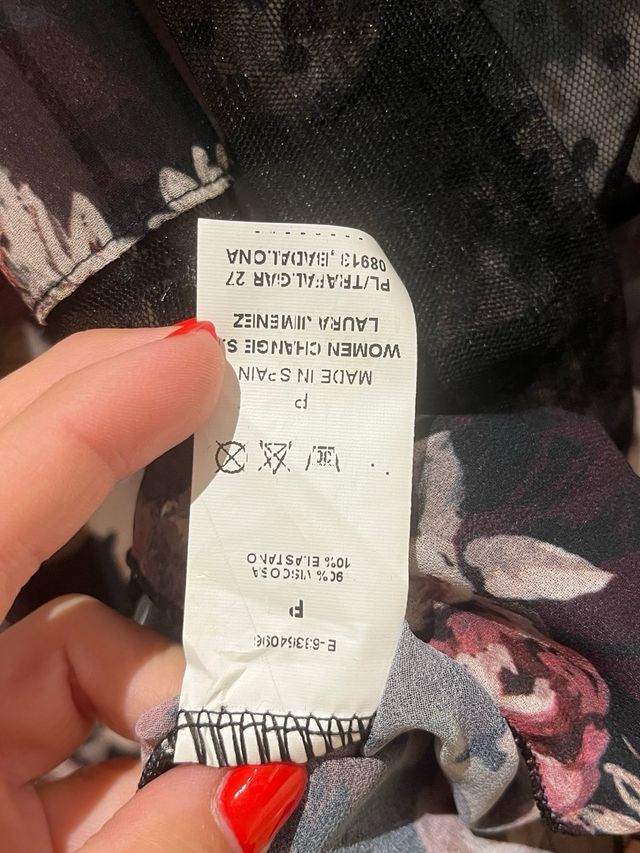 E-63354096
P
90% VISCOSA
10% ELASTANO
P
MADE IN SPAIN
WOMEN CHANGE S.
LAURA JIMENEZ
PL/TRAFALGAR 27
08913, BADALONA